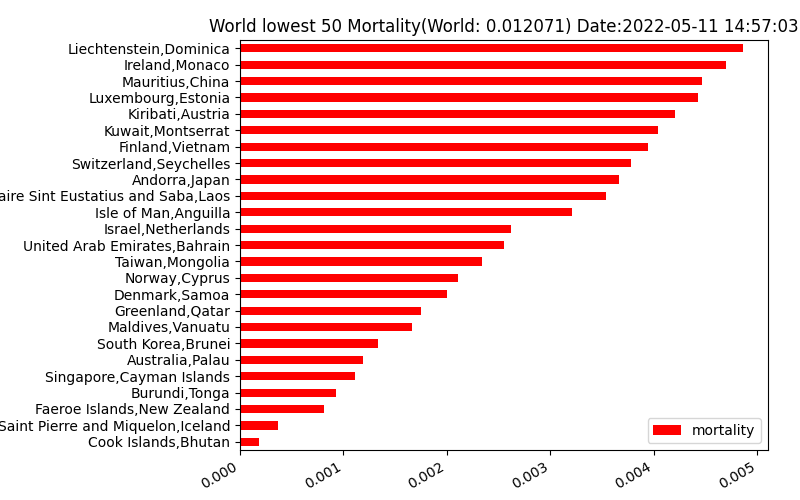 World lowest 50 Mortality(World: 0.012071) Date:2022-05-11 14:57:03
Liechtenstein,Dominica
Ireland,Monaco
Mauritius,China
Luxembourg,Estonia
Kiribati,Austria
Kuwait,Montserrat
Finland,Vietnam
Switzerland,Seychelles
Andorra,Japan
aire Sint Eustatius and Saba,Laos
Isle of Man,Anguilla
Israel,Netherlands
United Arab Emirates,Bahrain
Taiwan,Mongolia
Norway,Cyprus
Denmark,Samoa
Greenland,Qatar
Maldives,Vanuatu
South Korea,Brunei
Australia,Palau
Singapore,Cayman Islands
Burundi,Tonga
Faeroe Islands,New Zealand
Saint Pierre and Miquelon,Iceland
Cook Islands,Bhutan
mortality
0.000 0.001 0.002 0.003 0.004 0.005